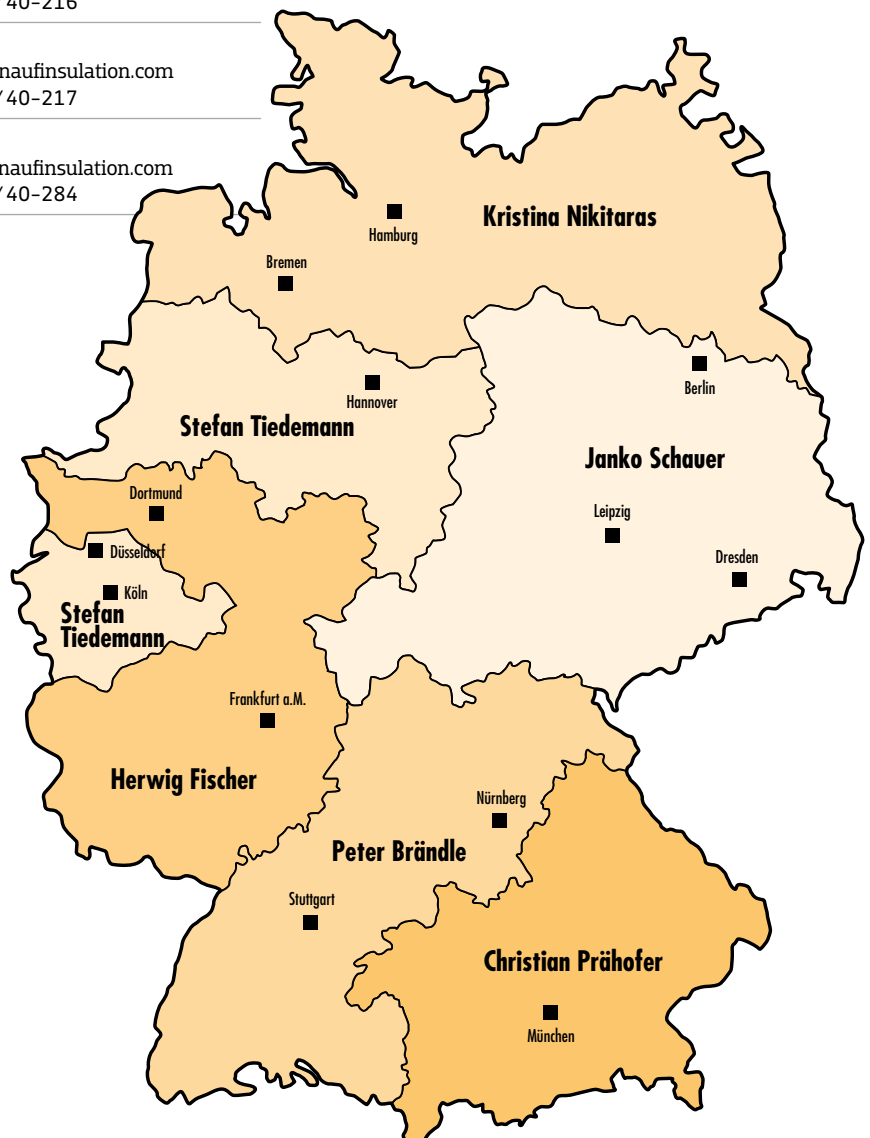 40-216
naufinsulation.com
/40-217
naufinsulation.com
/40-284
Kristina Nikitaras
Hamburg
Bremen
Hannover
Berlin
Stefan Tiedemann
Janko Schauer
Dortmund
Leipzig
Düsseldorf
Dresden
Köln
Stefan
Tiedemann
Frankfurt a.M.
Herwig Fischer
Nürnberg
Peter Brändle
Stuttgart
Christian Prähofer
München